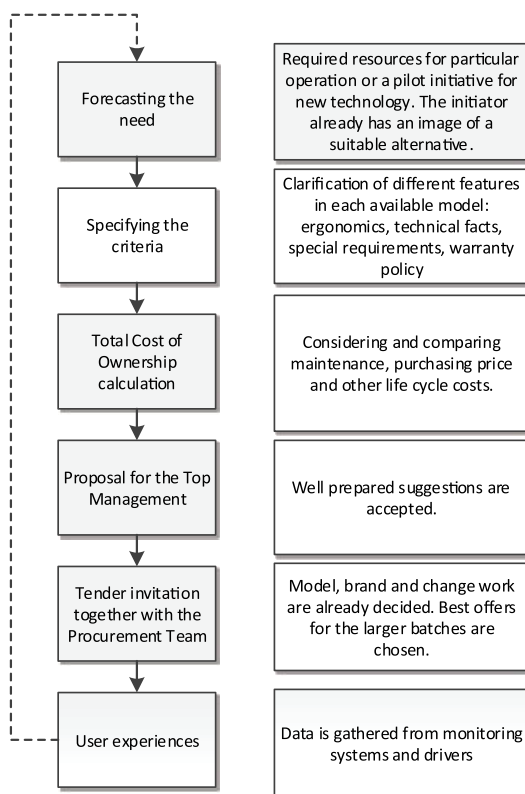 Forecasting the
need
Required resources for particular
operation or a pilot initiative for
new technology. The initiator
already has an image of a
suitable alternative.
Specifying the
criteria
Clarification of different features
in each available model:
ergonomics, technical facts,
special requirements, warranty
policy
Total Cost of
Ownership
calculation
Considering and comparing
maintenance, purchasing price
and other life cycle costs.
Proposal for the Top
Management
Well prepared suggestions are
accepted.
Tender invitation
together with the
Procurement Team
Model, brand and change work
are already decided. Best offers
for the larger batches are
chosen.
User experiences
Data is gathered from monitoring
systems and drivers